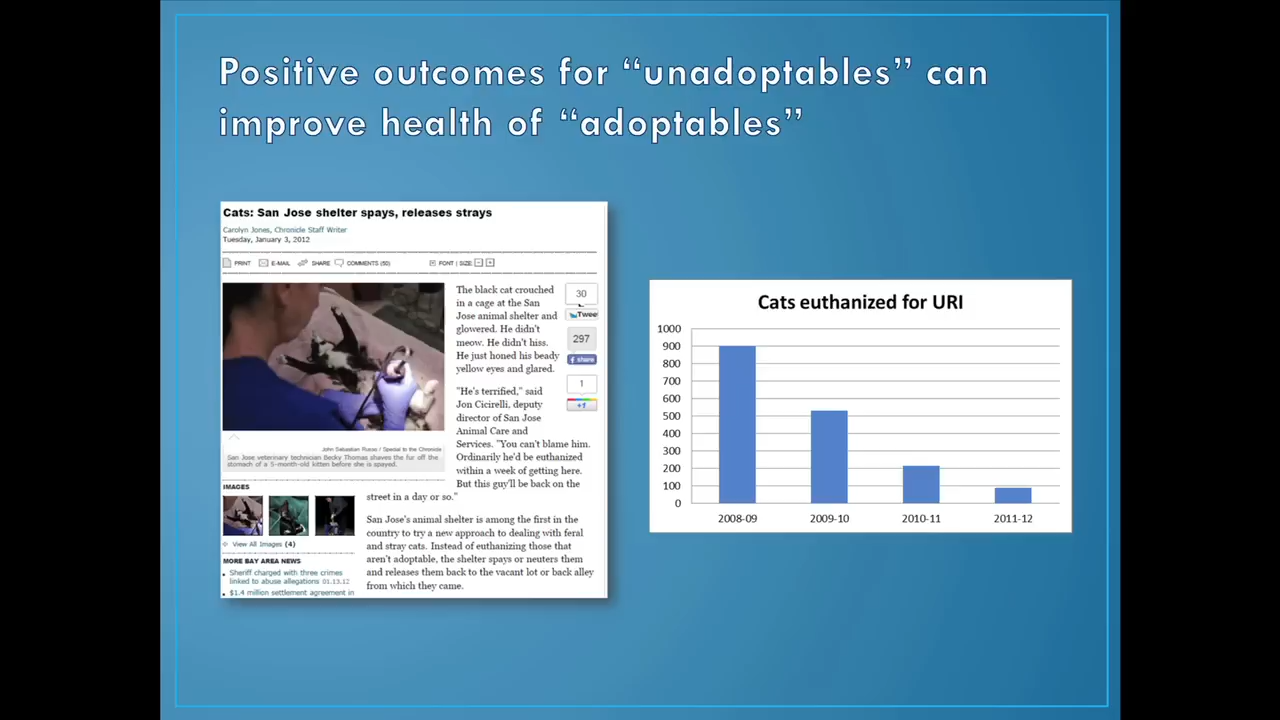 Positive outcomes for “unadoptables” can
improve health of “adoptables”
Cats: San Jose shelter spays, releases strays
Carolyn Jones, Chronicle Staff Writer
Tuesday, January 3, 2012
PRINT E-MAIL SHARE COMMENTS (50) FONT | SIZE:
The black cat crouched
in a cage at the San
Jose animal shelter and
glowered. He didn't
meow. He didn't hiss.
He just honed his beady
yellow eyes and glared.
"He's terrified," said
Jon Cicirelli, deputy
director of San Jose
Animal Care and
Services. "You can't blame him.
Ordinarily he'd be euthanized
within a week of getting here.
But this guy'll be back on the
street in a day or so."
San Jose's animal shelter is among the first in the
country to try a new approach to dealing with feral
and stray cats. Instead of euthanizing those that
aren't adoptable, the shelter spays or neuters them
and releases them back to the vacant lot or back alley
from which they came.
30
Twee
297
share
1
+1
John Sebastian Russo / Special to the Chronicle
San Jose veterinary technician Becky Thomas shaves the fur off the
stomach of a 5-month-old kitten before she is spayed.
IMAGES
View All Images (4)
MORE BAY AREA NEWS
Sheriff charged with three crimes
linked to abuse allegations 01.13.12
$1.4 million settlement agreement in
Cats euthanized for URI
1000
900
800
700
600
500
400
300
200
100
0
2008-09 2009-10 2010-11 2011-12